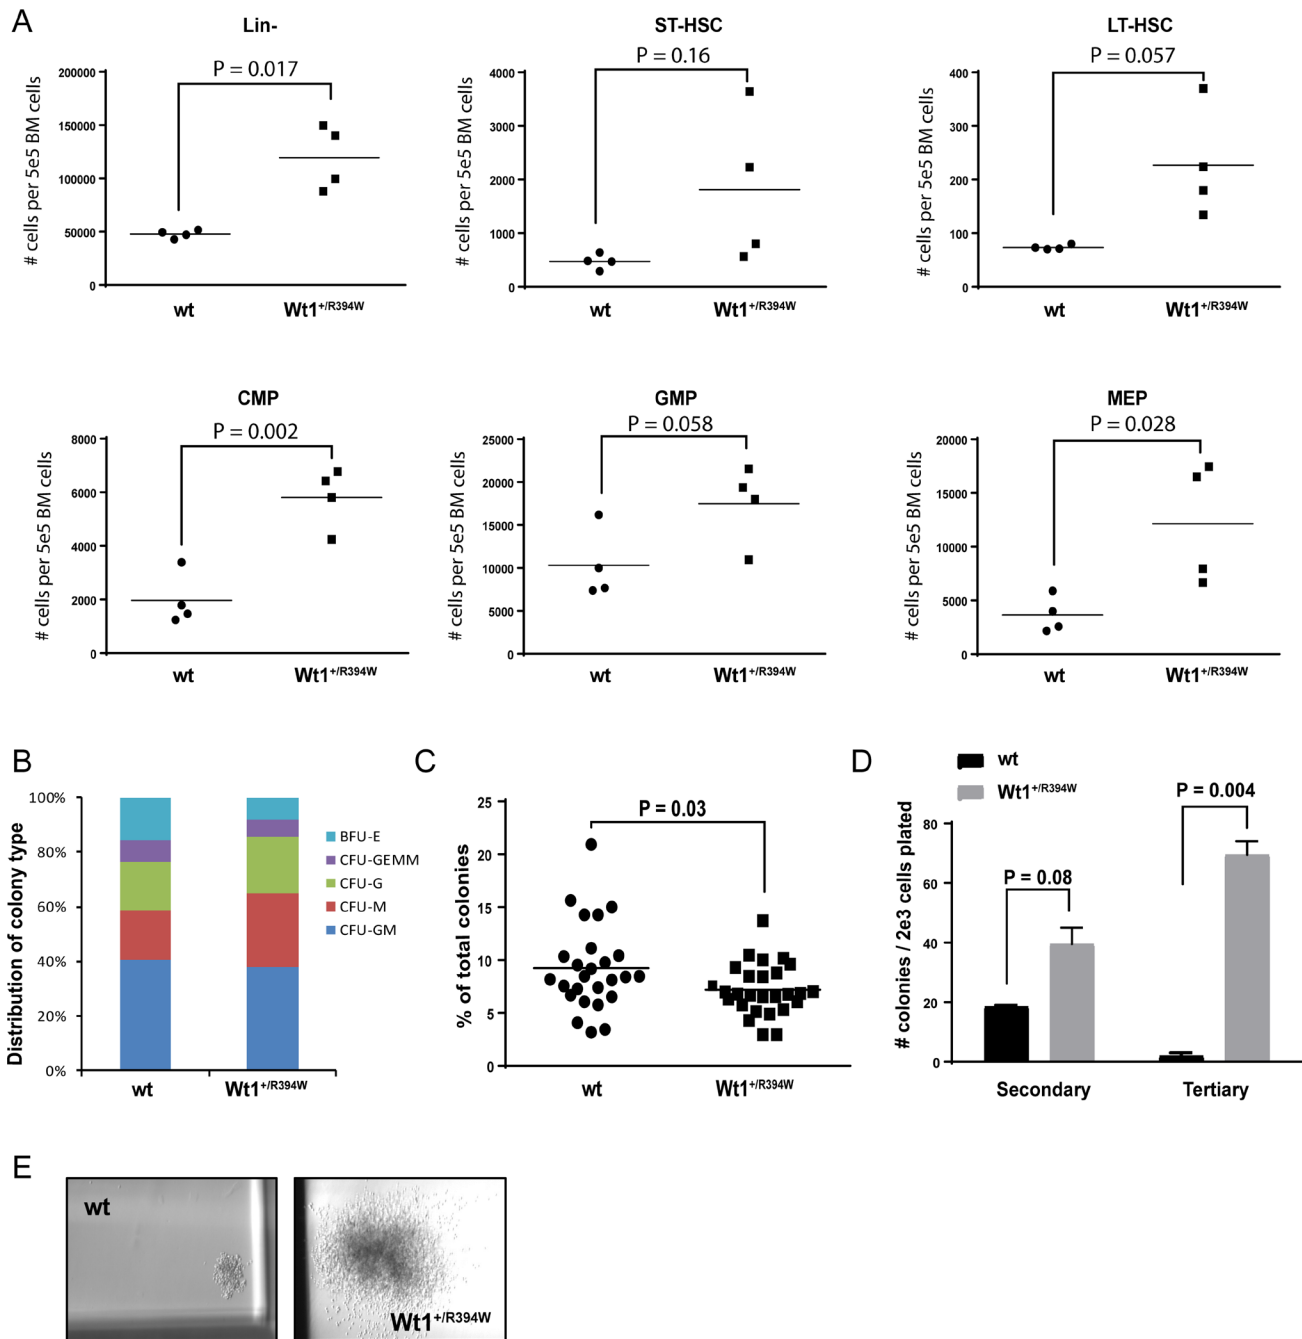 A
Lin-
P = 0.017
# cells per 5e5 BM cells
200000
150000
100000
50000
0
wt
Wt1+/R394W
ST-HSC
P = 0.16
# cells per 5e5 BM cells
4000
3000
2000
1000
0
wt
Wt1+/R394W
LT-HSC
P = 0.057
# cells per 5e5 BM cells
400
300
200
100
0
wt
Wt1+/R394W
CMP
P = 0.002
# cells per 5e5 BM cells
8000
6000
4000
2000
0
wt
Wt1+/R394W
GMP
P = 0.058
# cells per 5e5 BM cells
25000
20000
15000
10000
5000
0
wt
Wt1+/R394W
MEP
P = 0.028
# cells per 5e5 BM cells
20000
15000
10000
5000
0
wt
Wt1+/R394W
B
Distribution of colony type
100%
80%
60%
40%
20%
0%
wt
Wt1+/R394W
BFU-E
CFU-GEMM
CFU-G
CFU-M
CFU-GM
C
P = 0.03
% of total colonies
25
20
15
10
5
0
wt
Wt1+/R394W
D
wt
Wt1+/R394W
P = 0.004
P = 0.08
# colonies / 2e3 cells plated
80
60
40
20
0
Secondary
Tertiary
E
wt
Wt1+/R394W